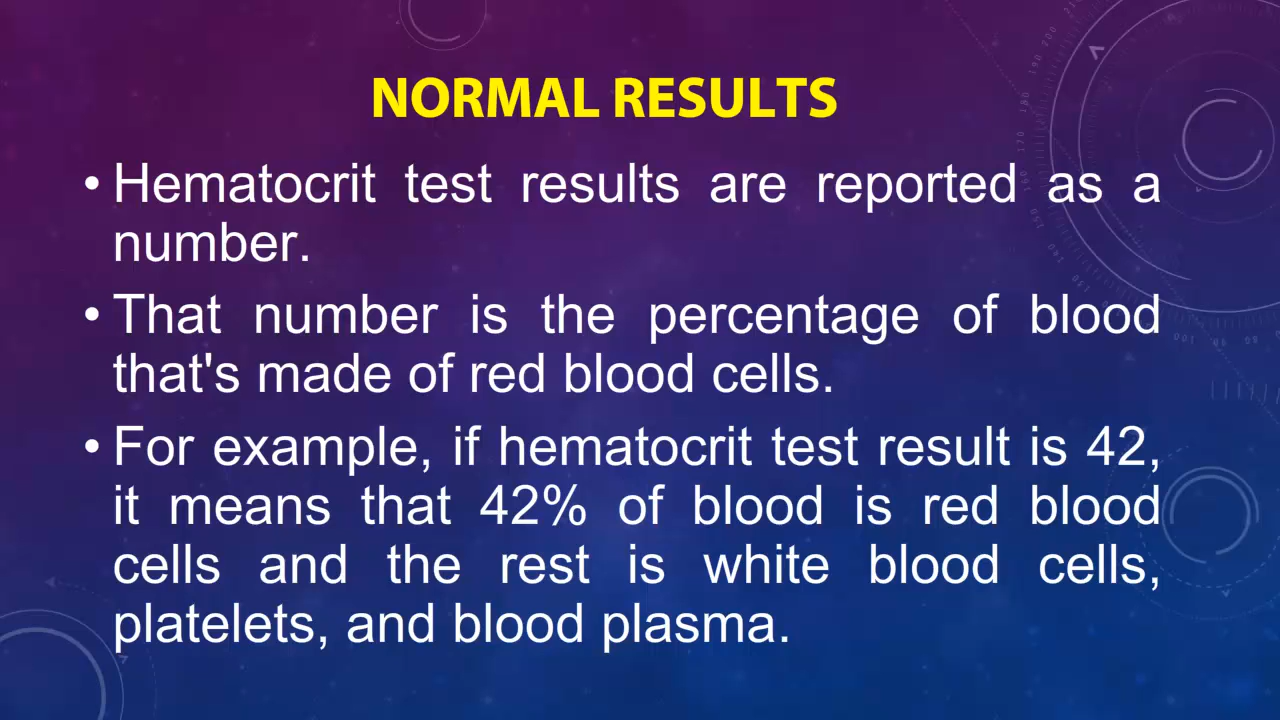 NORMAL RESULTS
• Hematocrit test results are reported as a
number.
• That number is the percentage of blood
that's made of red blood cells.
• For example, if hematocrit test result is 42,
it means that 42% of blood is red blood
cells and the rest is white blood cells,
platelets, and blood plasma.